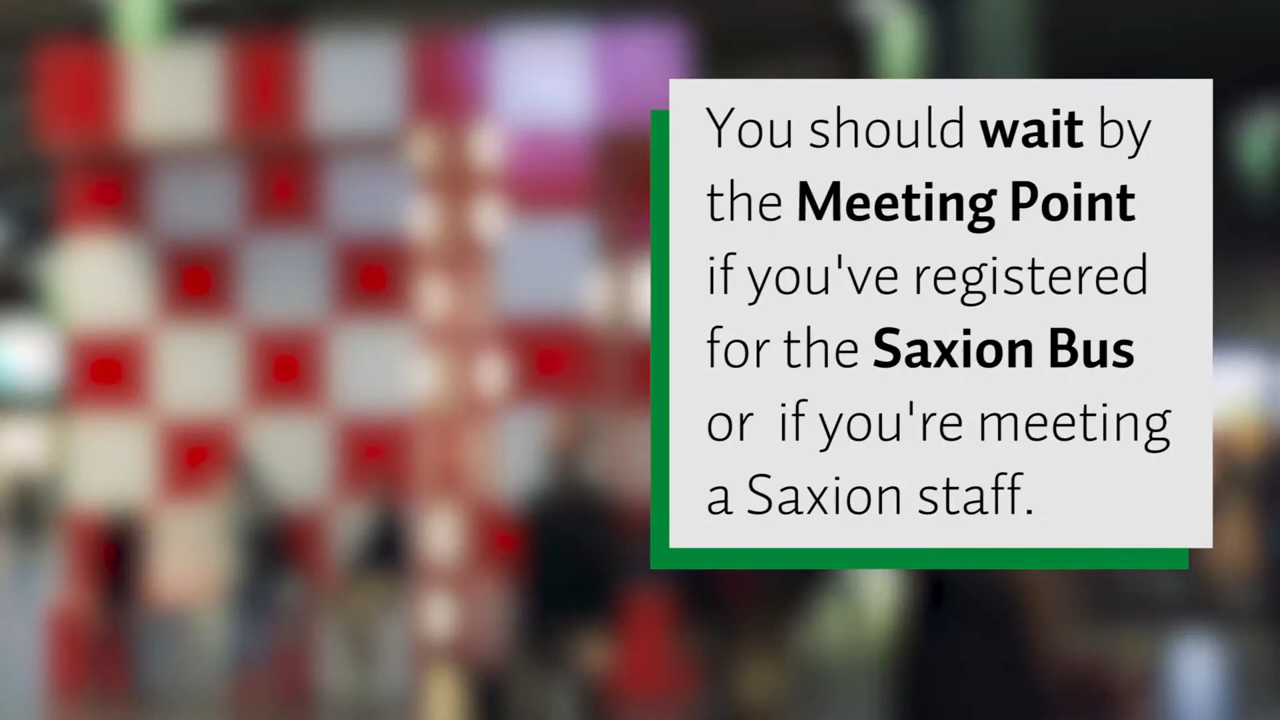 You should wait by
the Meeting Point
if you've registered
for the Saxion Bus
or  if you're meeting
a Saxion staff.